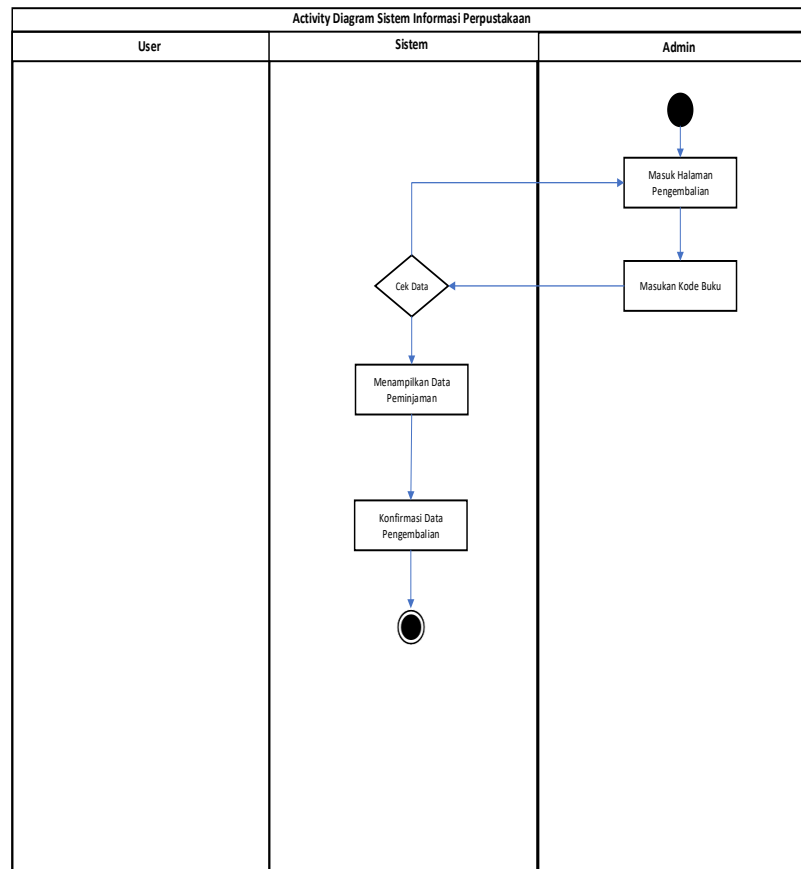 Activity Diagram Sistem Informasi Perpustakaan
User
Sistem
Admin
Masuk Halaman
Pengembalian
Cek Data
Masukan Kode Buku
Menampilkan Data
Peminjaman
Konfirmasi Data
Pengembalian